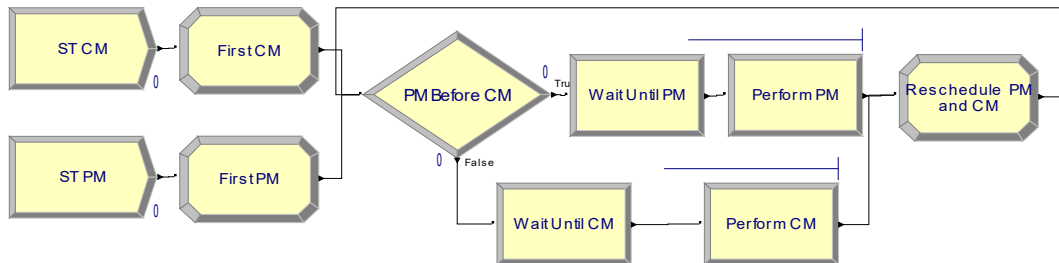 ST CM
0
First CM
PM Before CM
0
Tru
0
False
Wait Until PM
Perform PM
Reschedule PM
and CM
ST PM
0
First PM
Wait Until CM
Perform CM